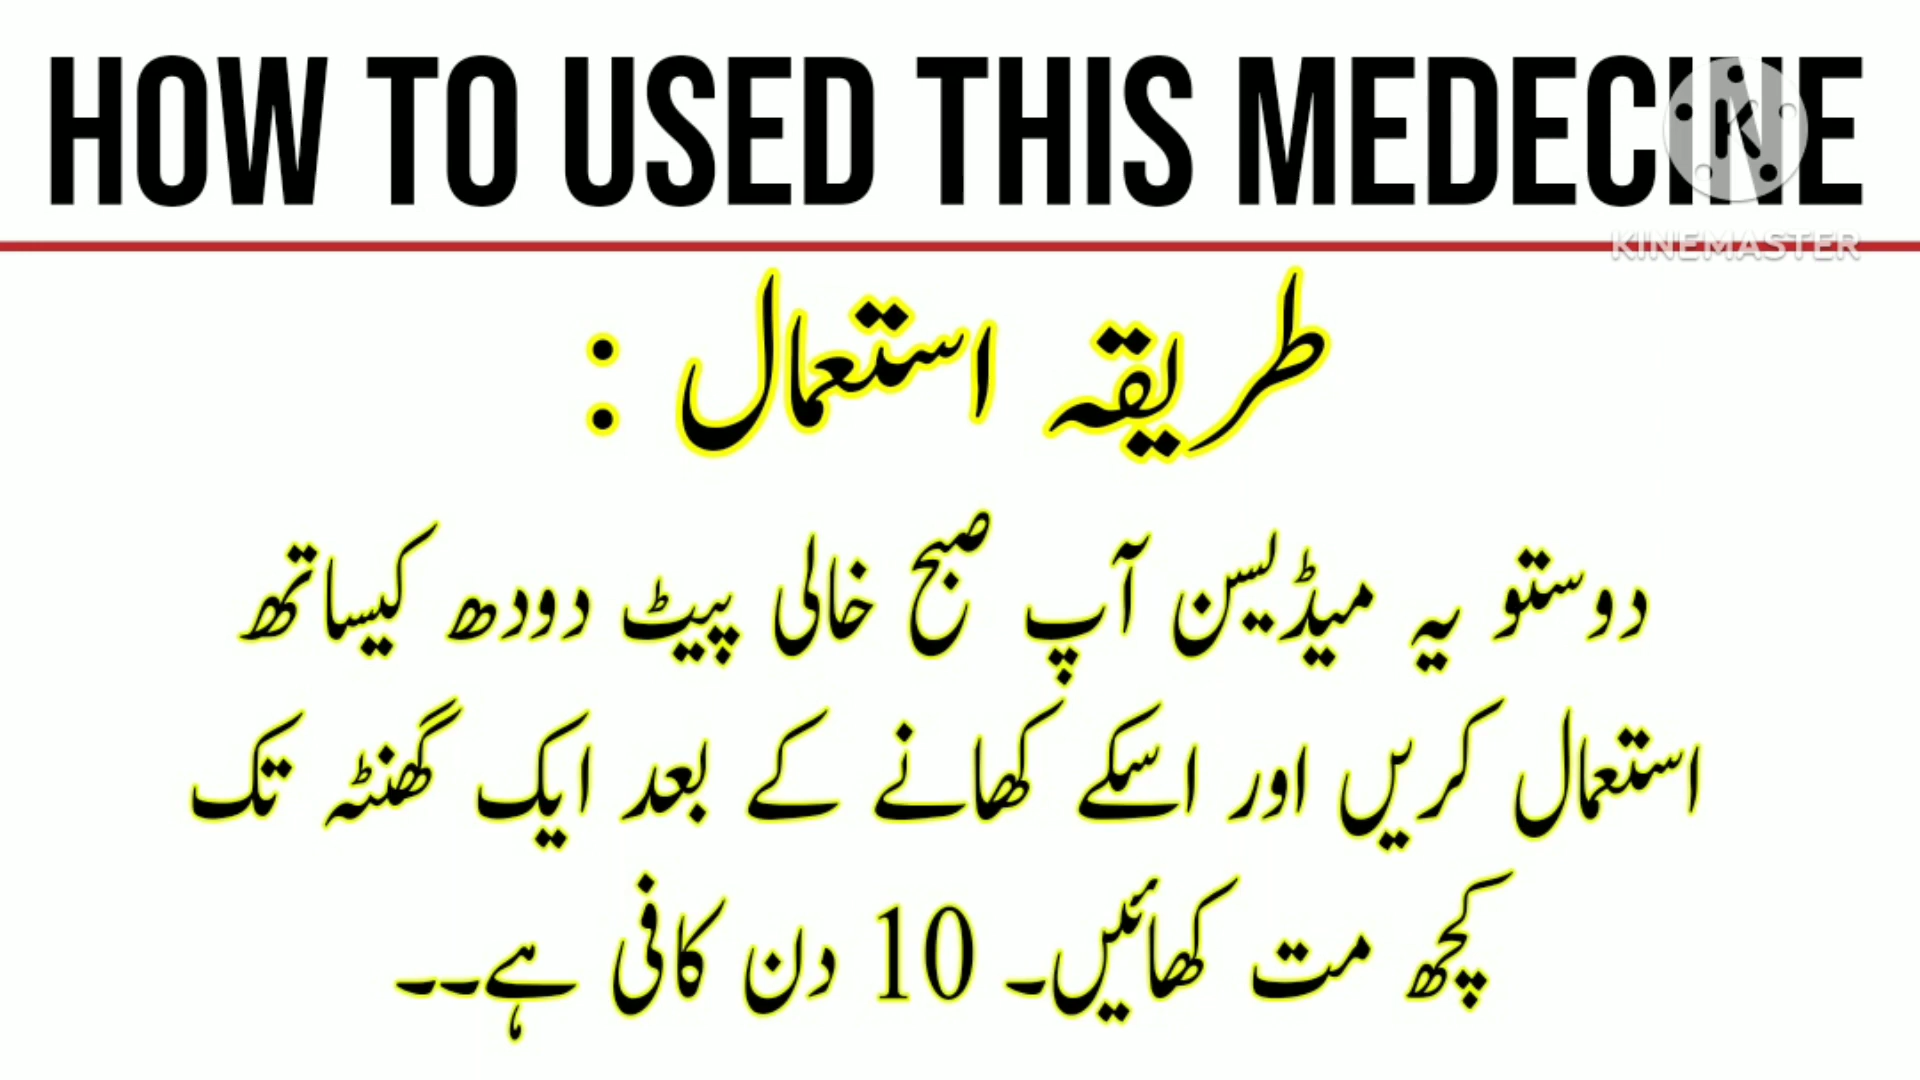 HOW TO USED THIS MEDECINE
KINEMASTER
طریقہ استعمال :
دوستو یہ میڈیسن آپ صبح خالی پیٹ دودھ کیساتھ
استعمال کریں اور اسکے کھانے کے بعد ایک گھنٹہ تک
کچھ مت کھائیں۔ 10 دن کافی ہے۔۔